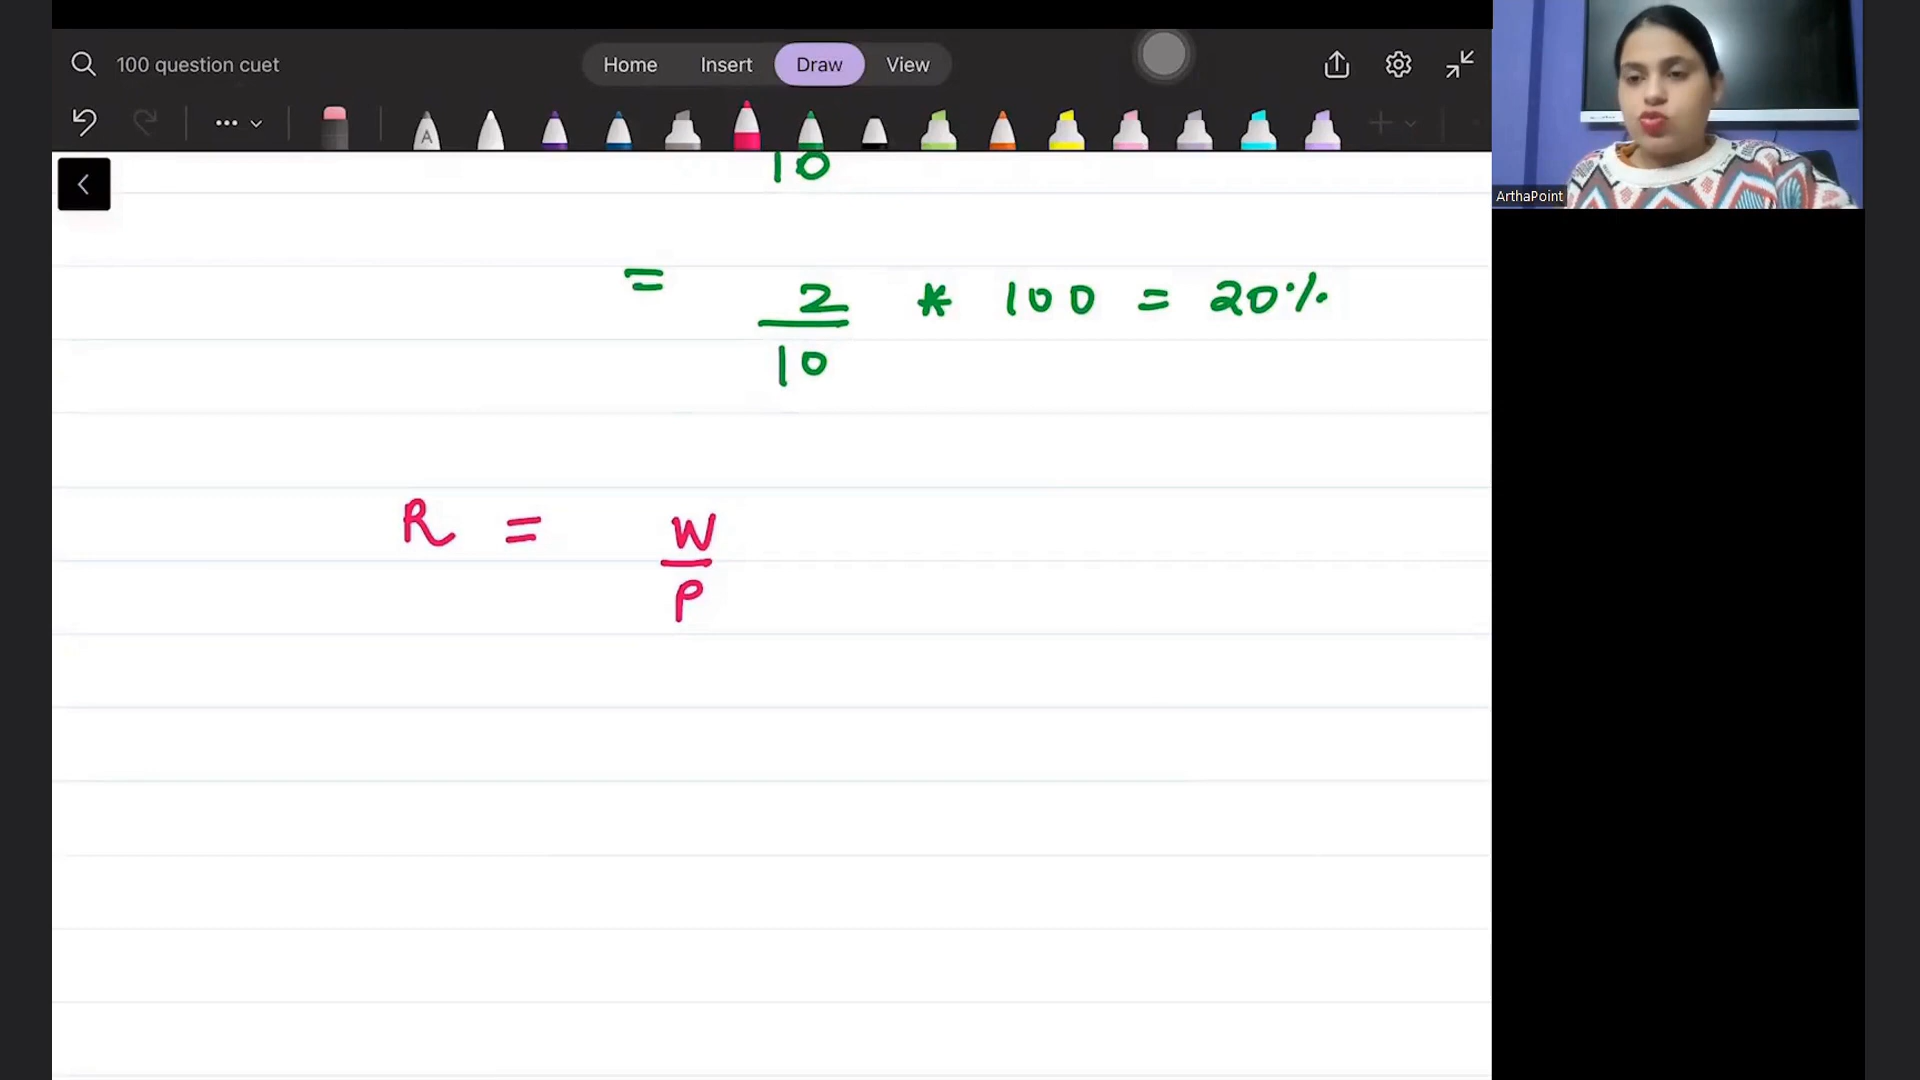 100 question cuet
Home Insert Draw View
A
ArthaPoint
10
= 2/10 * 100 = 20%
R = W/P